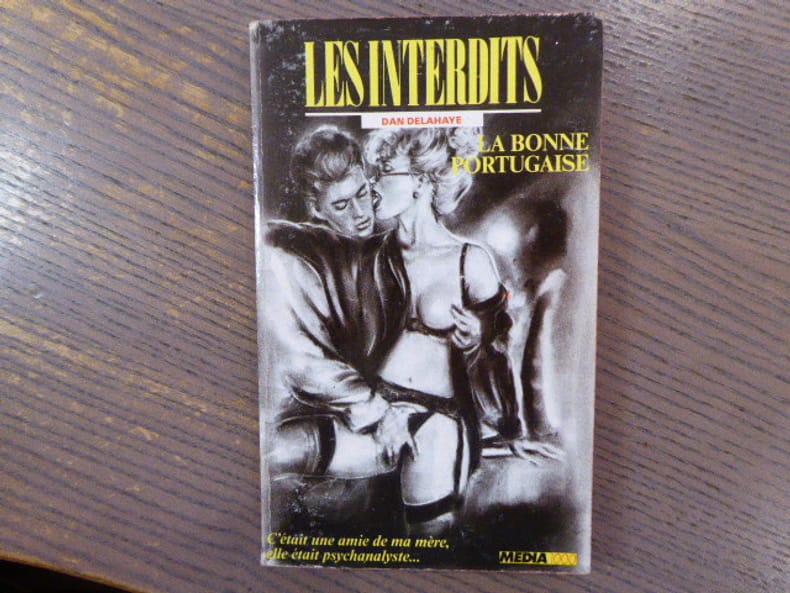 LES INTERDITS
DAN DELAHAYE
LA BONNE
PORTUGAISE
C'était une amie de ma mère,
elle était psychanalyste...
MEDIA 1000